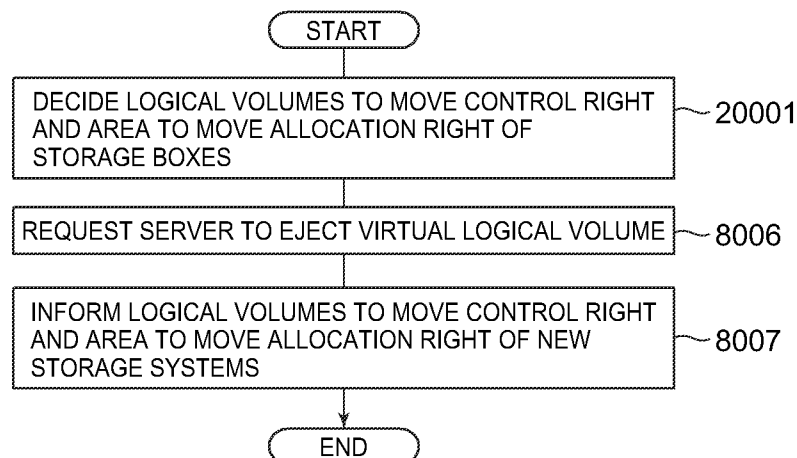 START
DECIDE LOGICAL VOLUMES TO MOVE CONTROL RIGHT
AND AREA TO MOVE ALLOCATION RIGHT OF
STORAGE BOXES
20001
REQUEST SERVER TO EJECT VIRTUAL LOGICAL VOLUME
8006
INFORM LOGICAL VOLUMES TO MOVE CONTROL RIGHT
AND AREA TO MOVE ALLOCATION RIGHT OF NEW
STORAGE SYSTEMS
8007
END